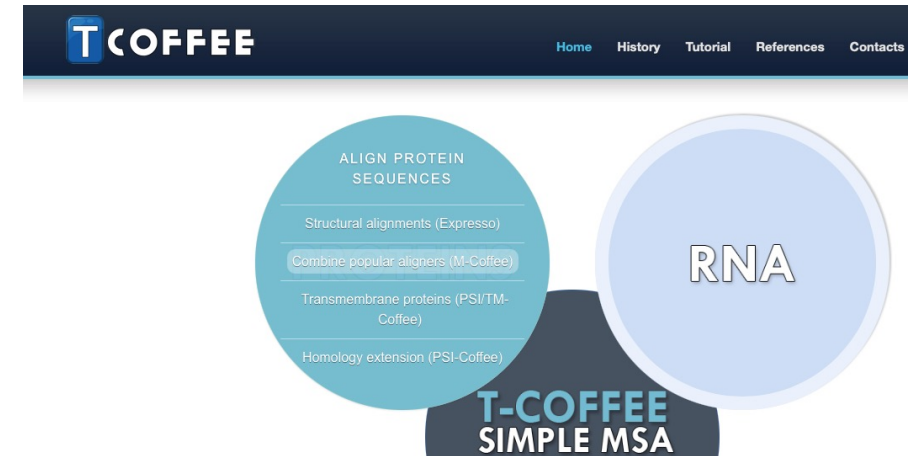 TCOFFEE
Home History Tutorial References Contacts
ALIGN PROTEIN
SEQUENCES
Structural alignments (Expresso)
Combine popular aligners (M-Coffee)
Transmembrane proteins (PSI/TM-
Coffee)
Homology extension (PSI-Coffee)
RNA
T-COFFEE
SIMPLE MSA